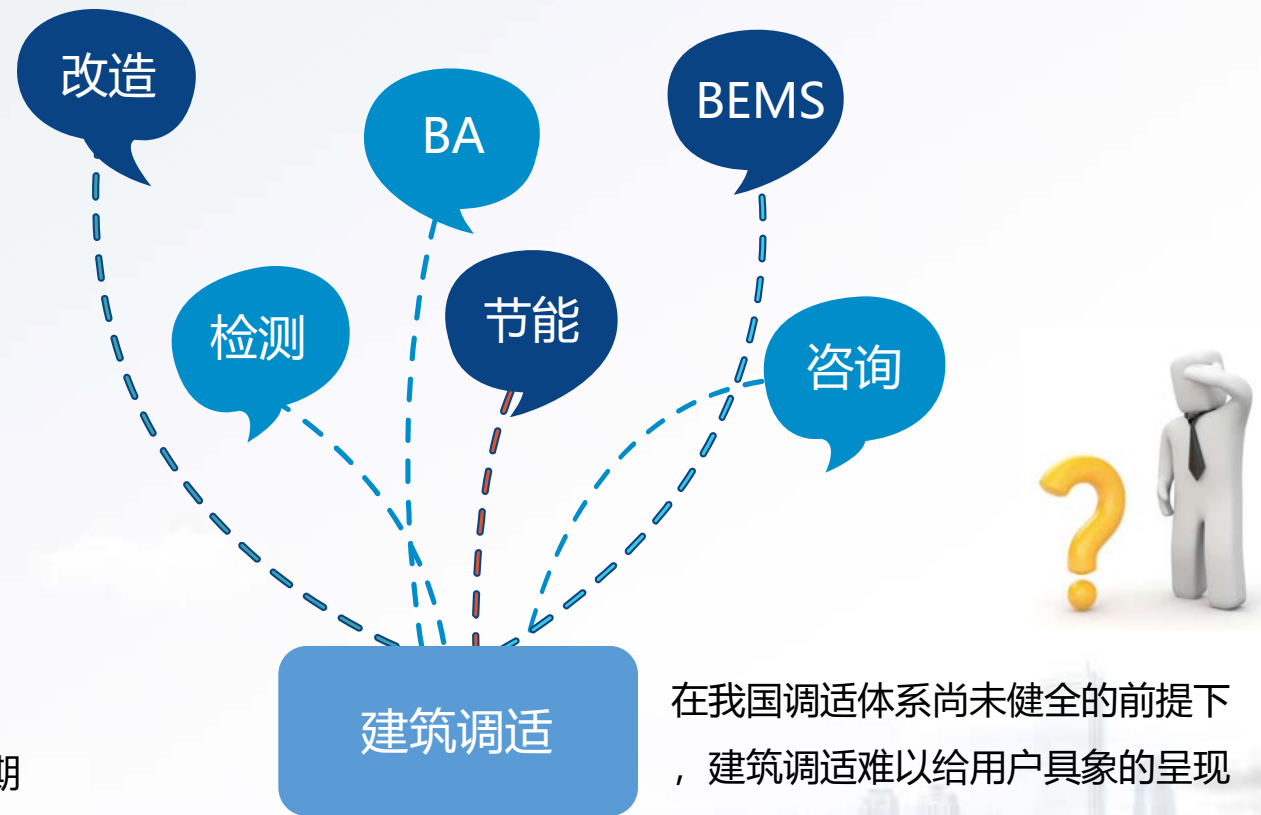 改造
BA
BEMS
检测
节能
咨询
建筑调适
在我国调适体系尚未健全的前提下
，建筑调适难以给用户具象的呈现
期